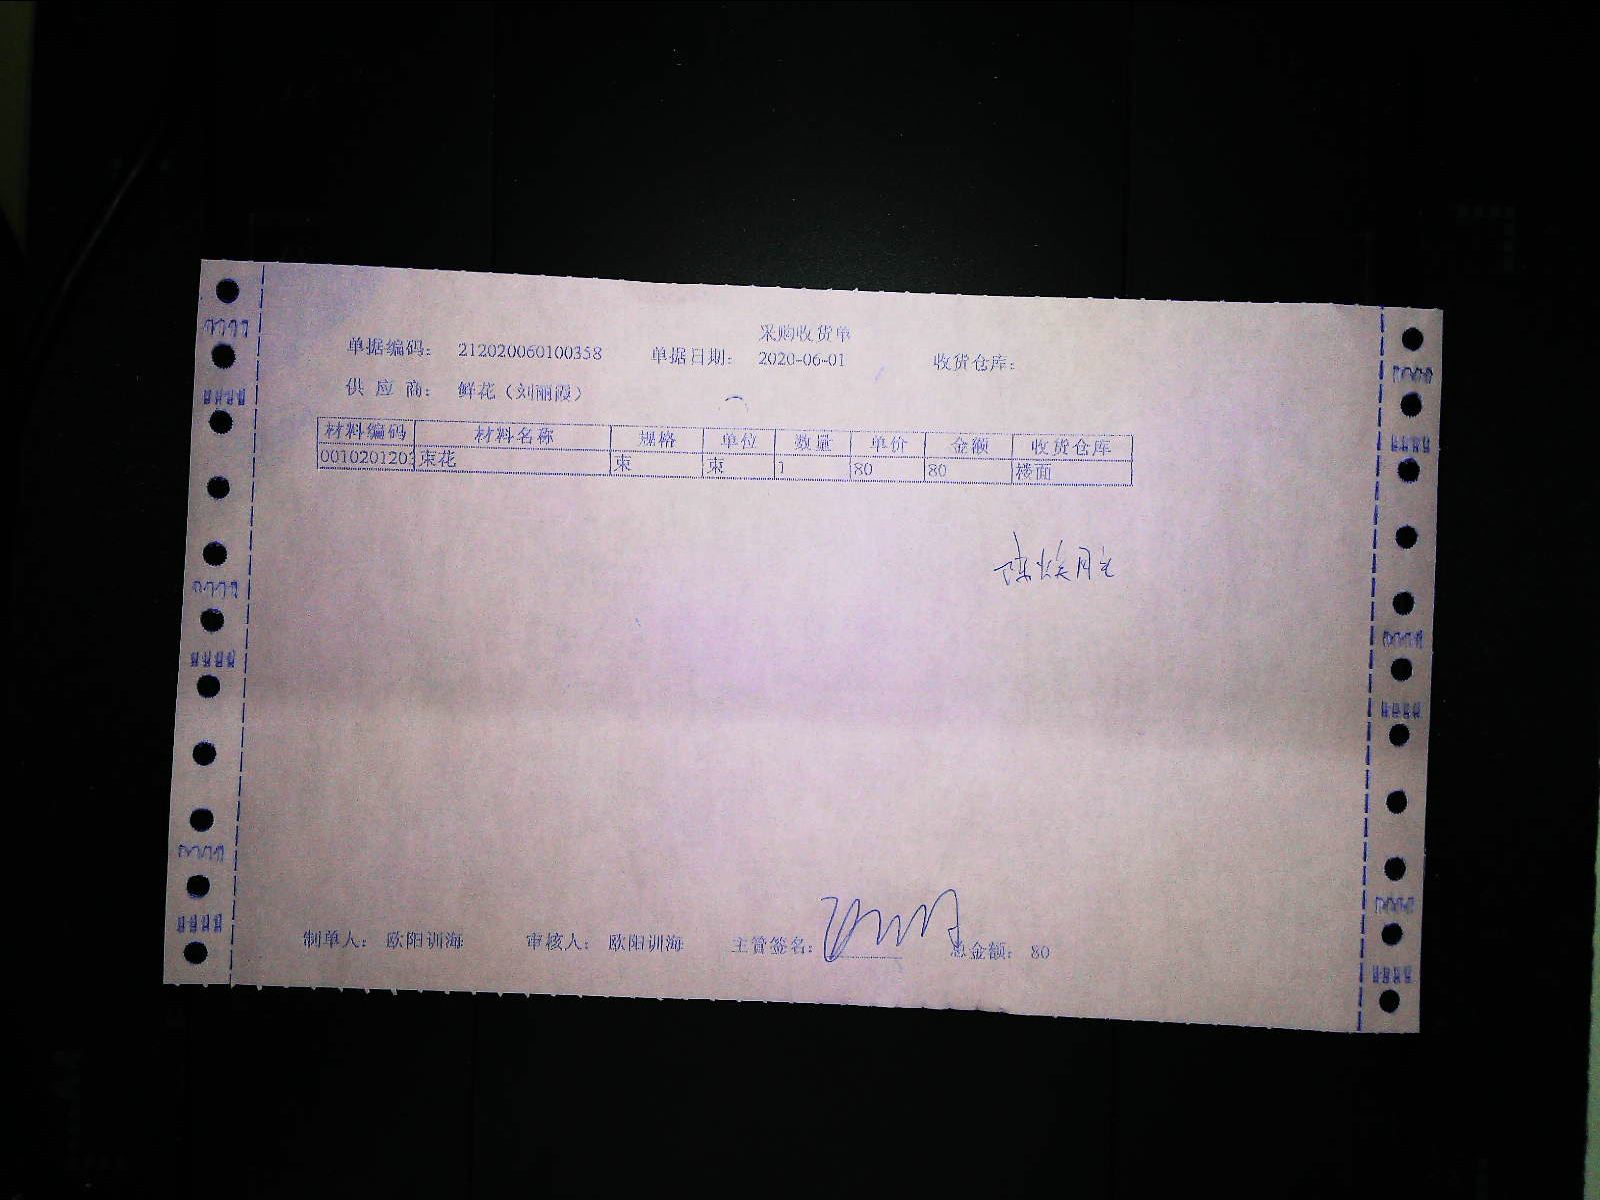 采购收货单
单据编码： 212020060100358 单据日期： 2020-06-01 收货仓库：
供 应 商： 鲜花（刘丽霞）
材料编码 材料名称 规格 单位 数量 单价 金额 收货仓库
0010201203 束花 束 束 1 80 80 楼面
制单人： 欧阳训海 审核人： 欧阳训海 主管签名： 总金额： 80